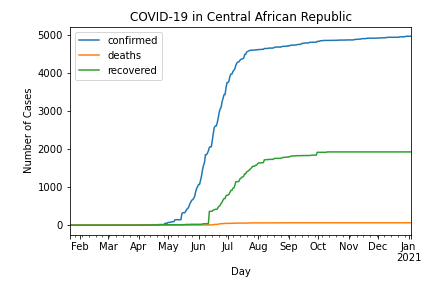 COVID-19 in Central African Republic
confirmed
deaths
recovered
Number of Cases
5000
4000
3000
2000
1000
0
Feb Mar Apr May Jun Jul Aug Sep Oct Nov Dec Jan
2021
Day